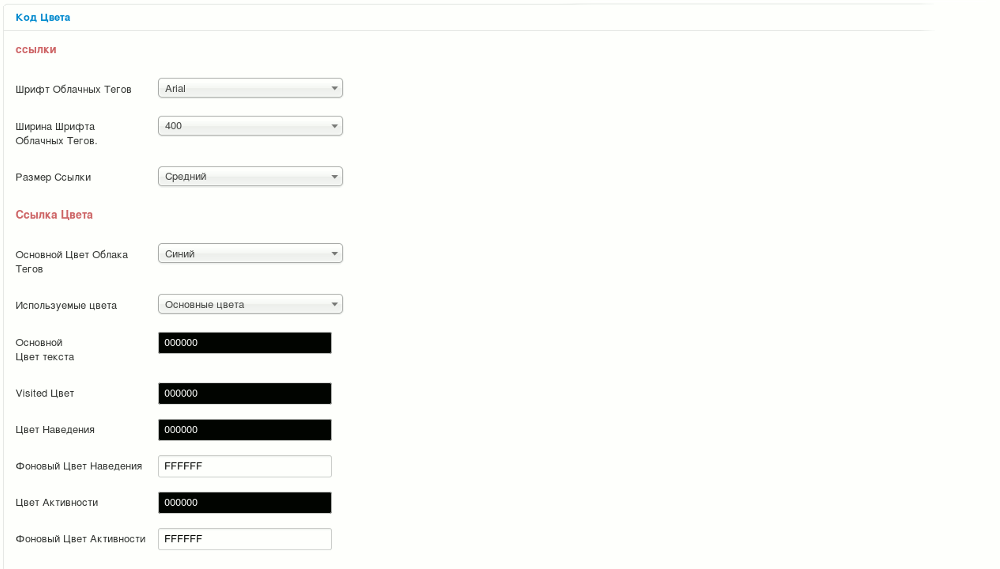 Код Цвета
ссылки
Шрифт Облачных Тегов
Arial
Ширина Шрифта
Облачных Тегов.
400
Размер Ссылки
Средний
Ссылка Цвета
Основной Цвет Облака
Тегов
Синий
Используемые цвета
Основные цвета
Основной
Цвет текста
000000
Visited Цвет
000000
Цвет Наведения
000000
Фоновый Цвет Наведения
FFFFFF
Цвет Активности
000000
Фоновый Цвет Активности
FFFFFF